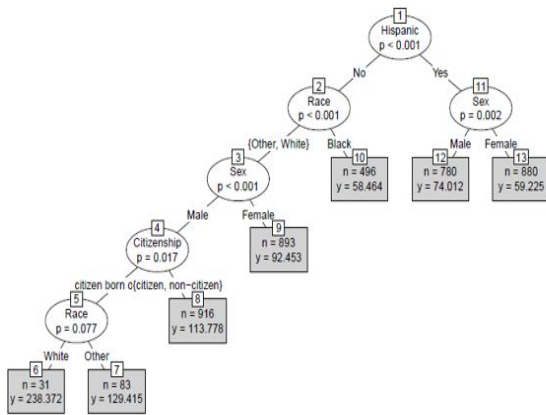 1
Hispanic
p < 0.001
No
Yes
2
Race
p < 0.001
11
Sex
p = 0.002
{Other, White}
Black
Male
Female
3
Sex
p < 0.001
10
n = 496
y = 58.464
12
n = 780
y = 74.012
13
n = 880
y = 59.225
Male
Female
4
Citizenship
p = 0.017
9
n = 893
y = 92.453
citizen born o{citizen, non-citizen}
5
Race
p = 0.077
8
n = 916
y = 113.778
White
Other
6
n = 31
y = 238.372
7
n = 83
y = 129.415